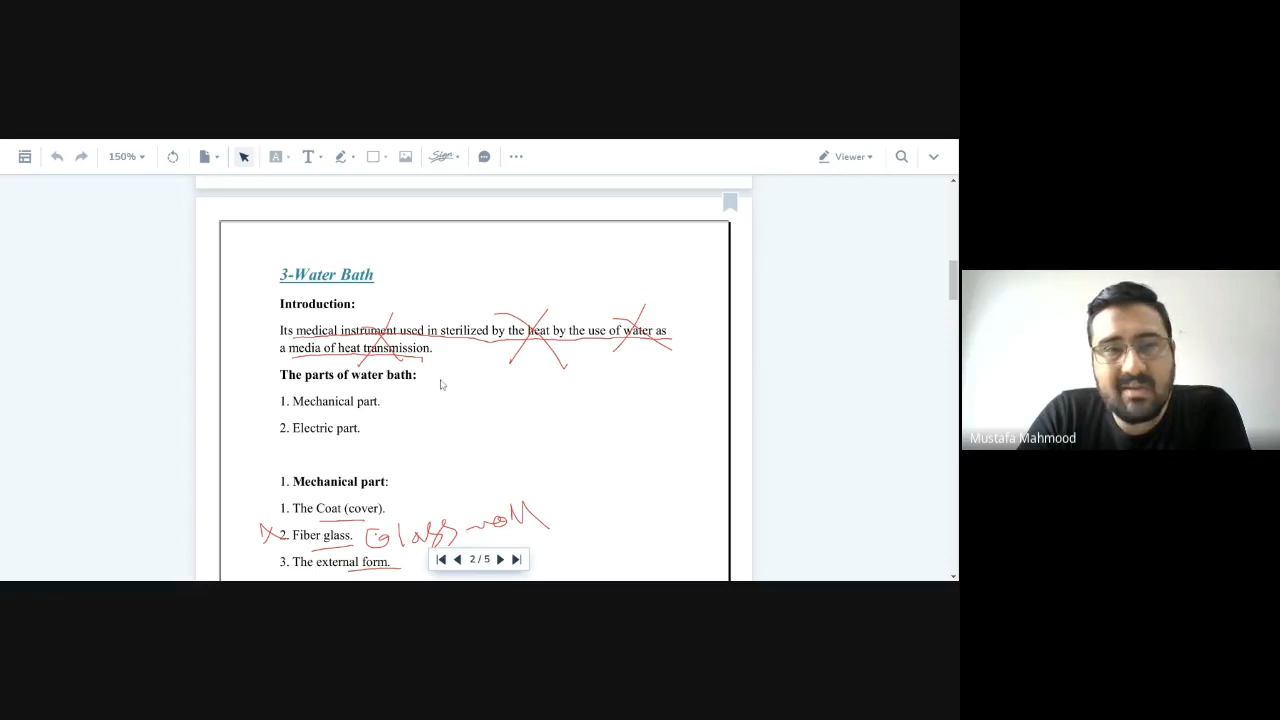 150%
T
Sign
Viewer
3-Water Bath
Introduction:
Its medical instrument used in sterilized by the heat by the use of water as
a media of heat transmission.
The parts of water bath:
1. Mechanical part.
2. Electric part.
1. Mechanical part:
1. The Coat (cover).
2. Fiber glass. Glass
3. The external form.
2 / 5
Mustafa Mahmood